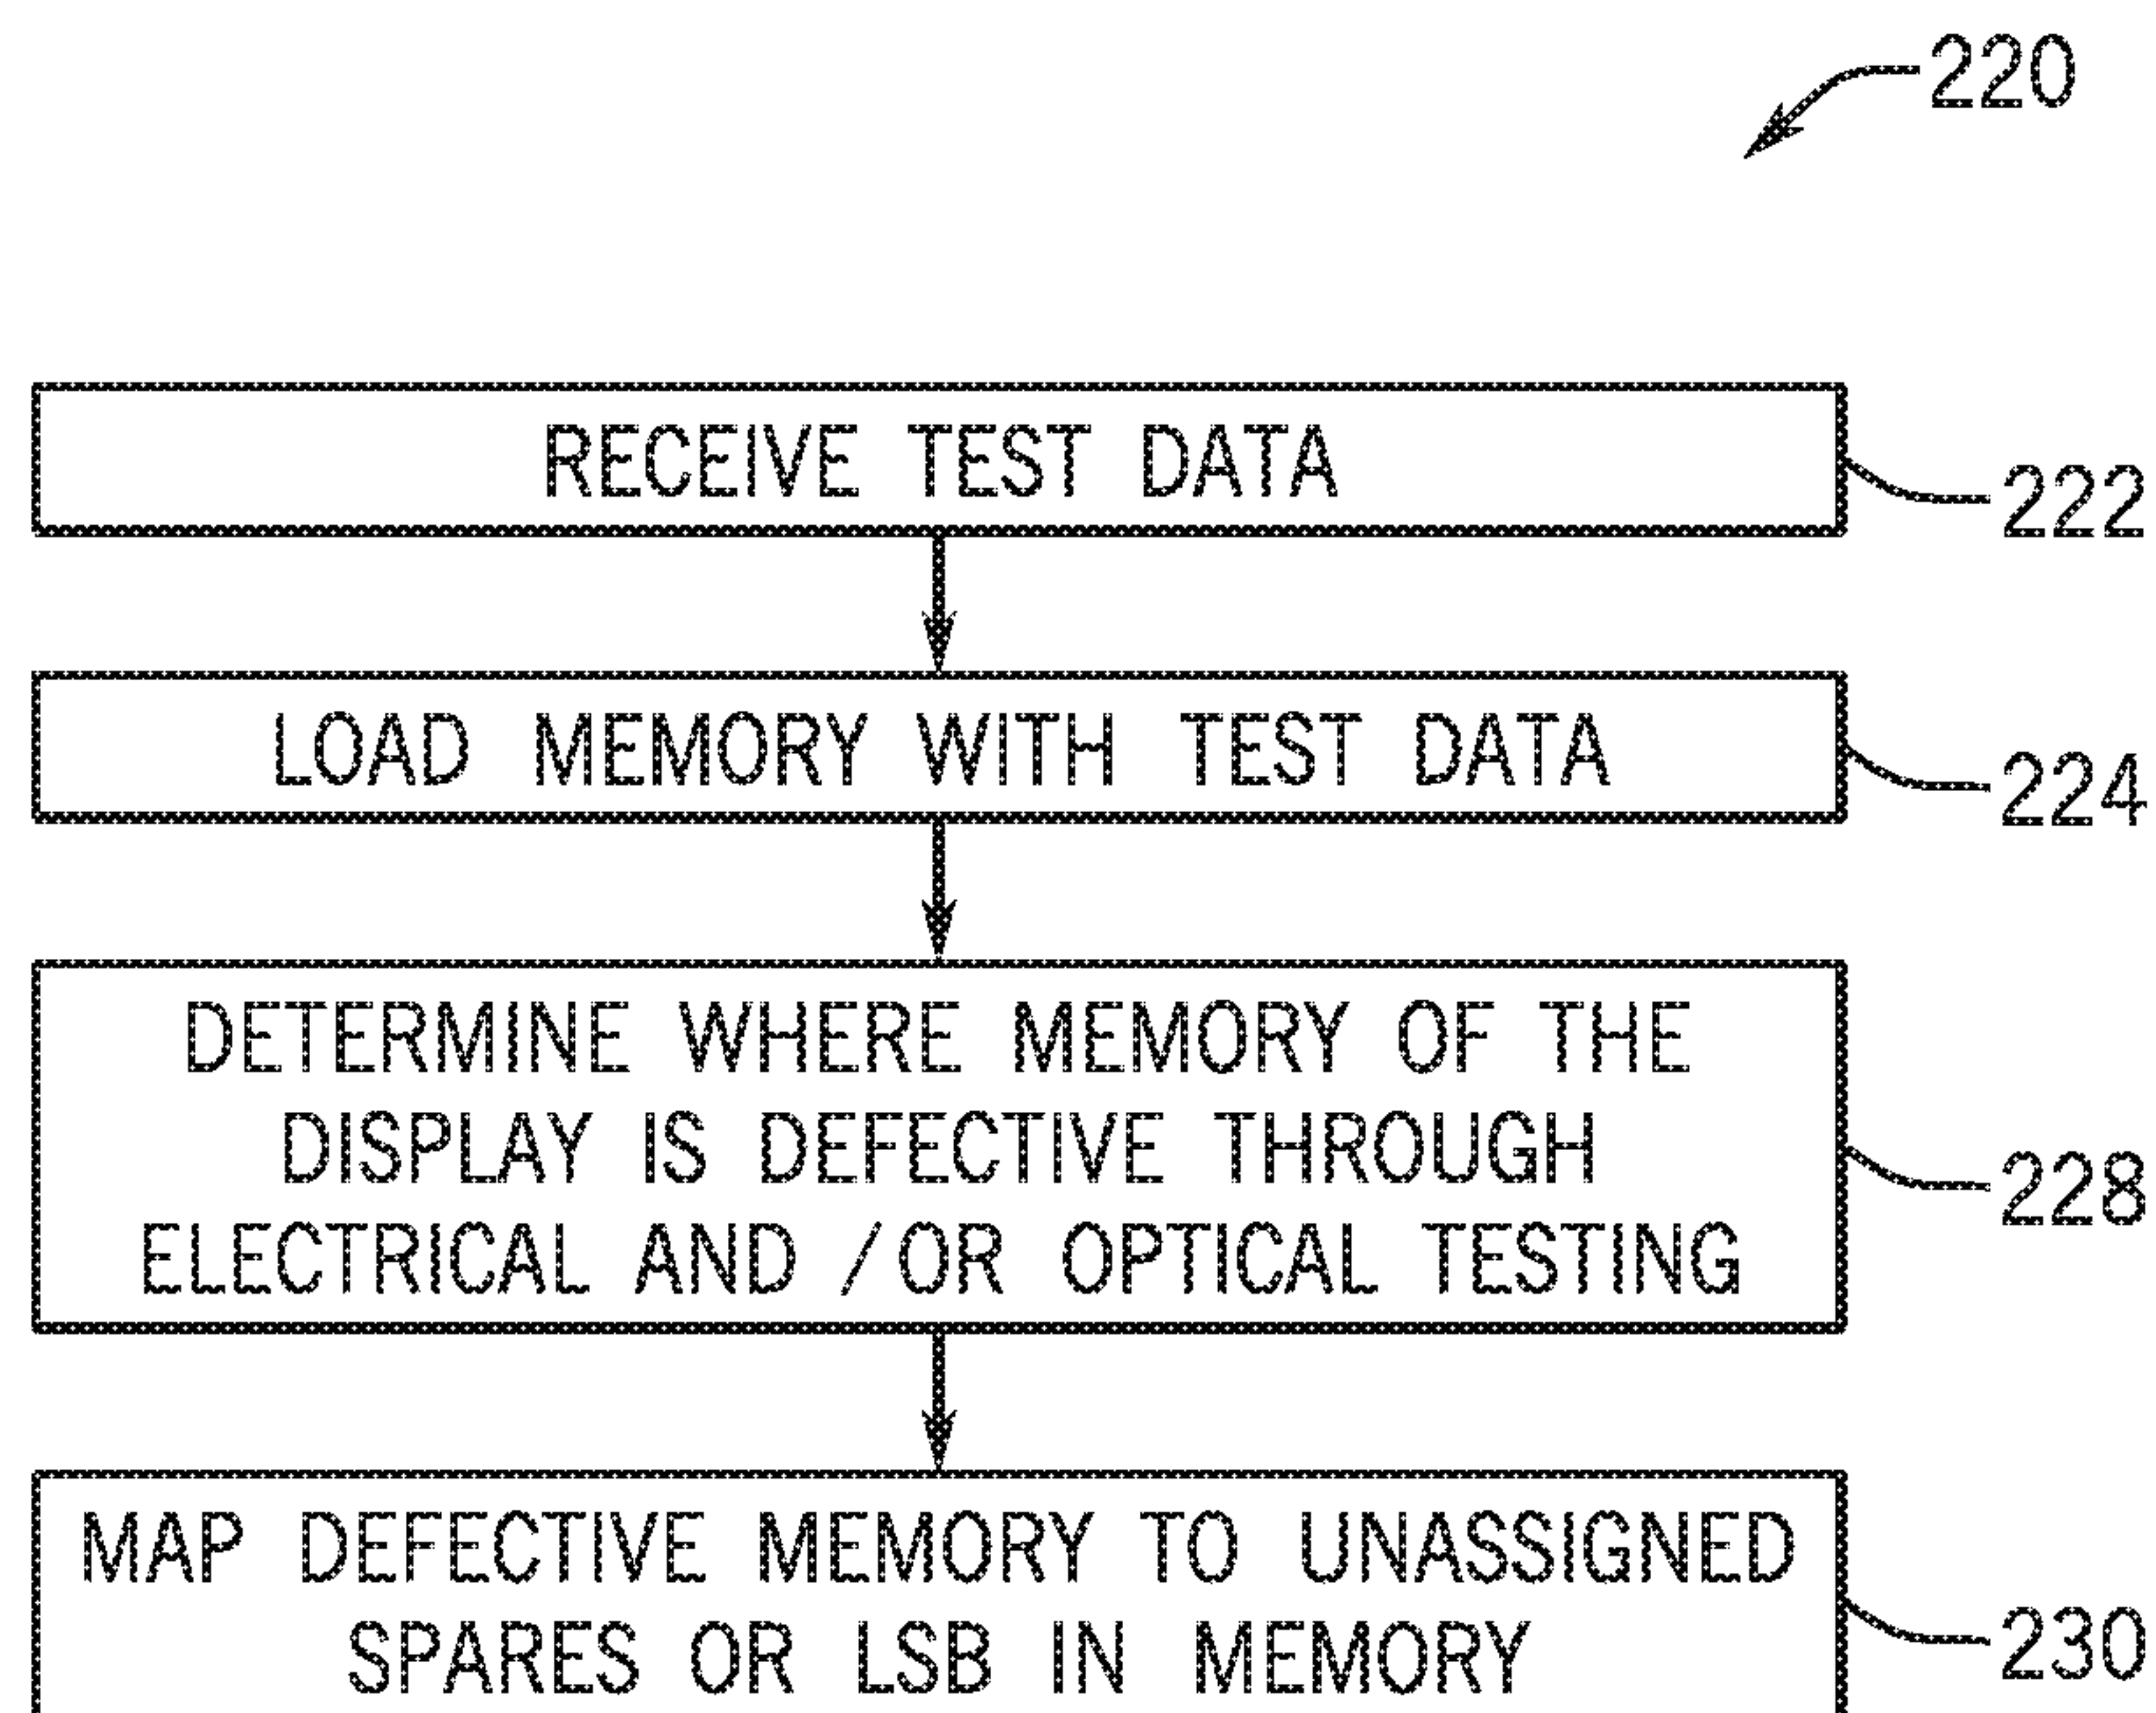 220
RECEIVE TEST DATA
222
LOAD MEMORY WITH TEST DATA
224
DETERMINE WHERE MEMORY OF THE
DISPLAY IS DEFECTIVE THROUGH
ELECTRICAL AND /OR OPTICAL TESTING
228
MAP DEFECTIVE MEMORY TO UNASSIGNED
SPARES OR LSB IN MEMORY
230